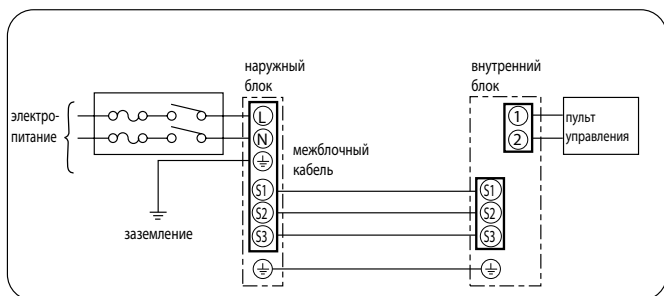 наружный
блок
внутренний
блок
электро-
питание
L
N
межблочный
кабель
заземление
S1
S2
S3
1
2
пульт
управления
S1
S2
S3